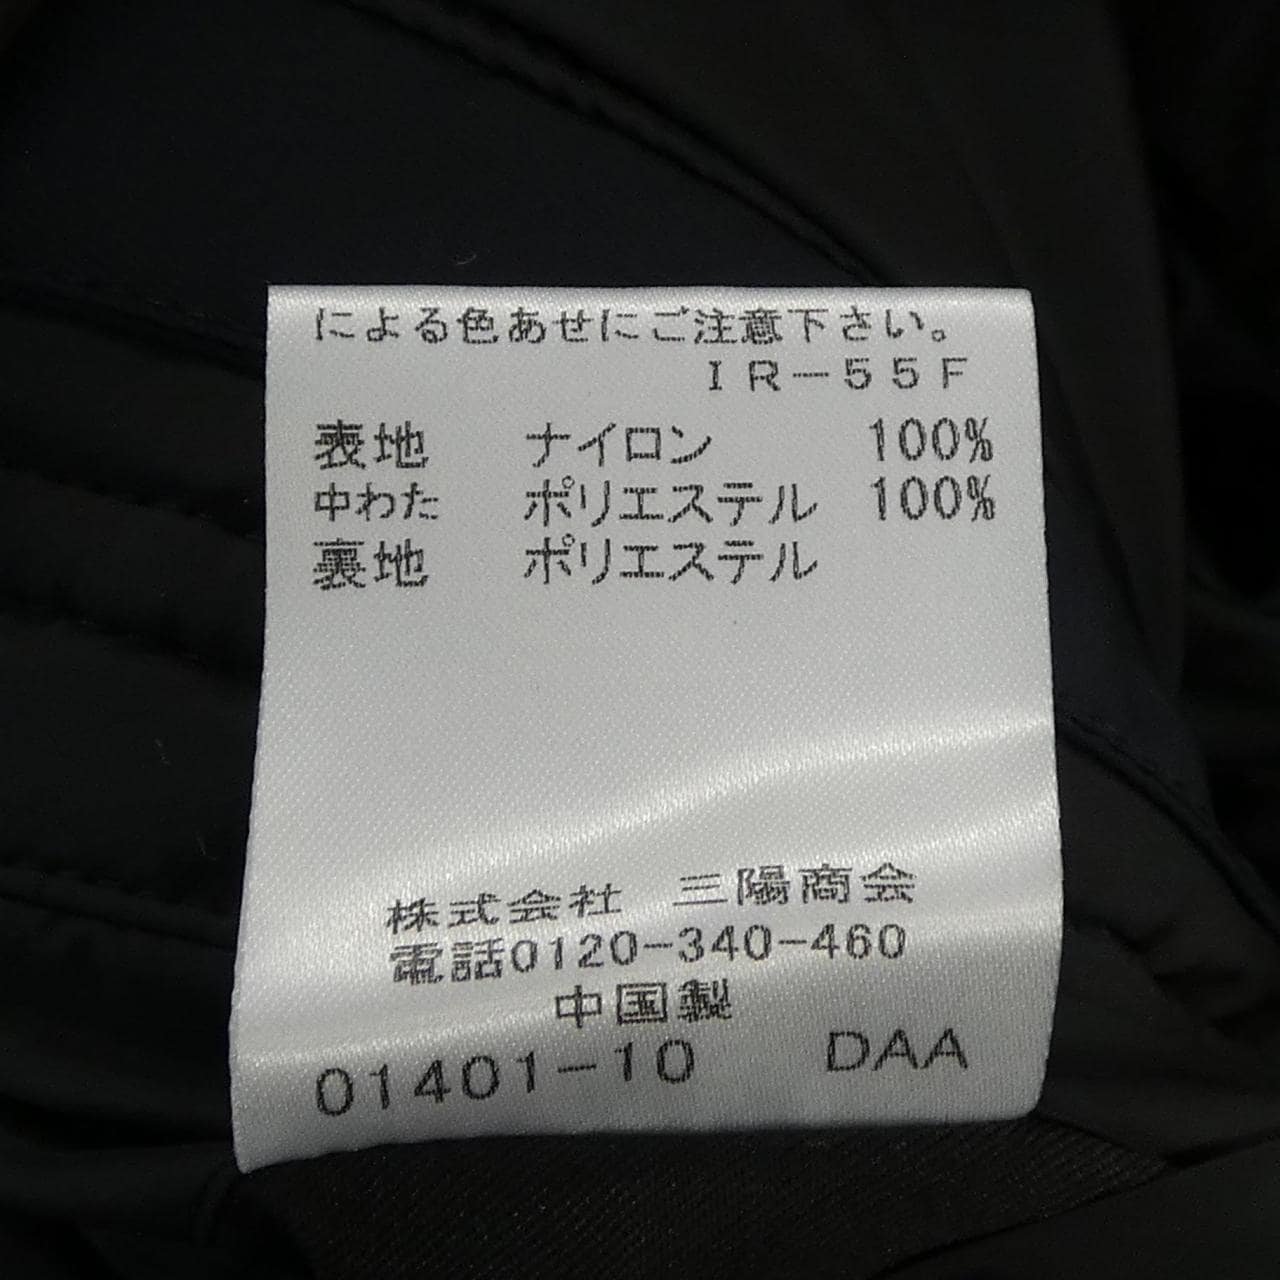 による色あせにご注意下さい。
IR-55F
表地 ナイロン 100%
中わた ポリエステル 100%
裏地 ポリエステル
株式会社 三陽商会
電話0120-340-460
中国製
01401-10 DAA